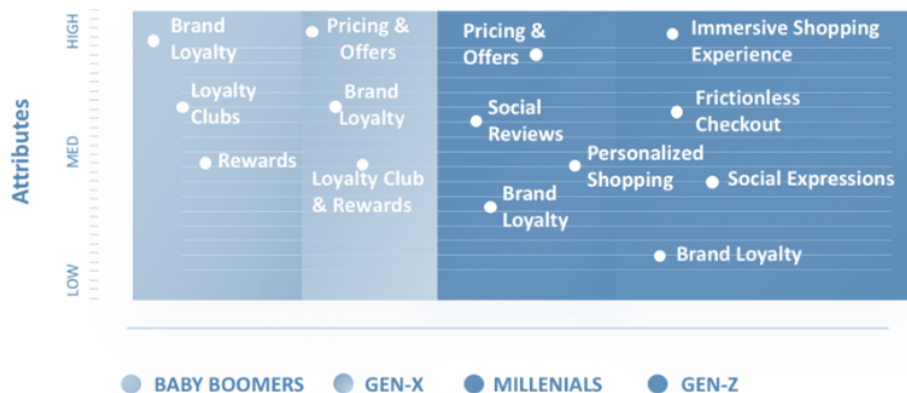 Attributes
HIGH
MED
LOW
Brand
Loyalty
Loyalty
Clubs
Rewards
Pricing &
Offers
Brand
Loyalty
Loyalty Club
& Rewards
Pricing &
Offers
Social
Reviews
Personalized
Shopping
Brand
Loyalty
Immersive Shopping
Experience
Frictionless
Checkout
Social Expressions
Brand Loyalty
BABY BOOMERS
GEN-X
MILLENIALS
GEN-Z